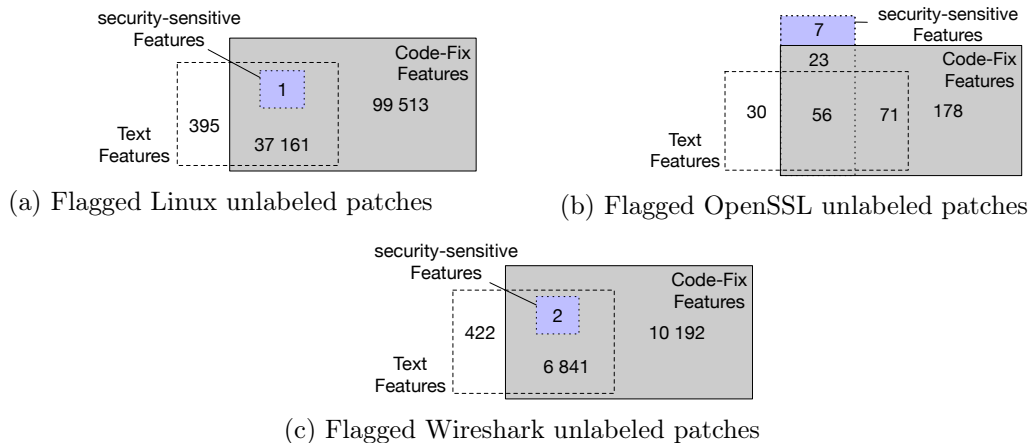 security-sensitive
Features
Code-Fix
Features
1
99 513
395
Text
Features
37 161
(a) Flagged Linux unlabeled patches
7
security-sensitive
Features
23
Code-Fix
Features
30
56
71
178
Text
Features
(b) Flagged OpenSSL unlabeled patches
security-sensitive
Features
Code-Fix
Features
2
422
10 192
Text
Features
6 841
(c) Flagged Wireshark unlabeled patches